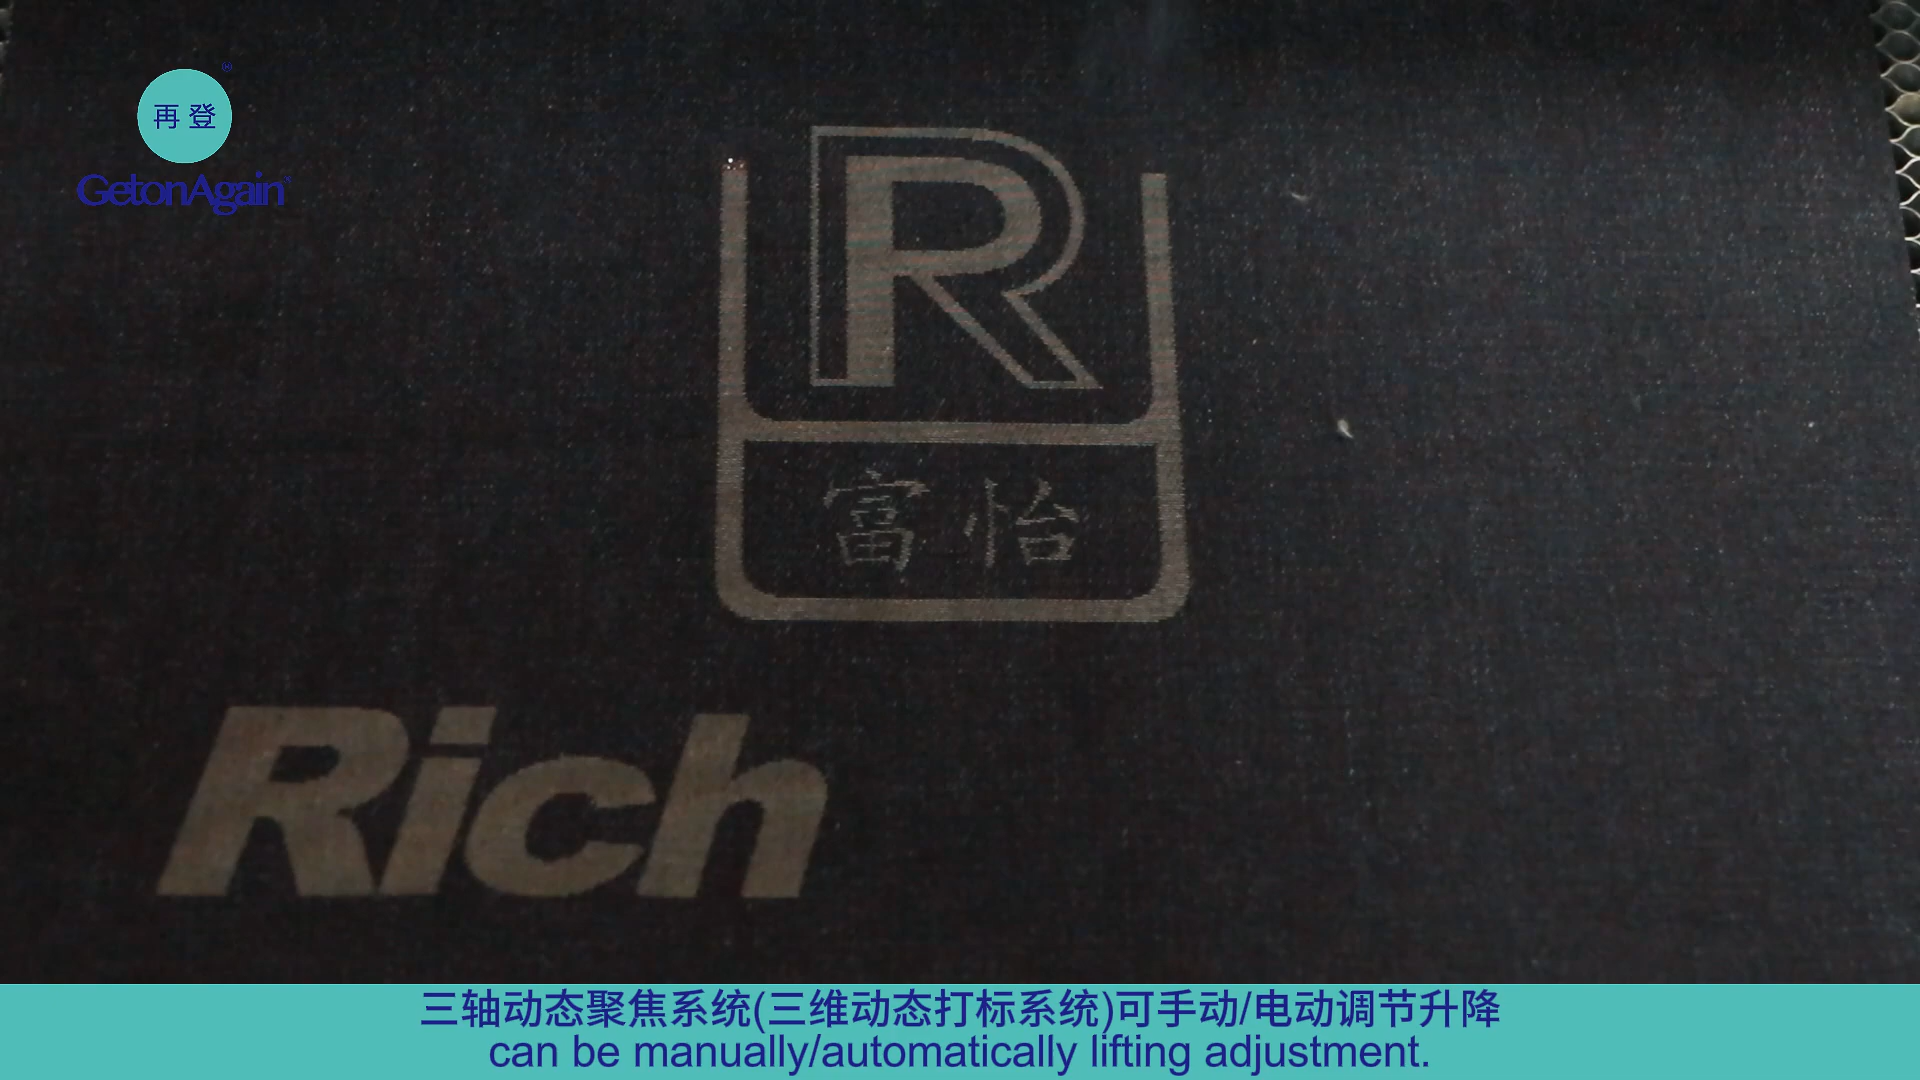 再登
GetonAgain
R
富怡
Rich
三轴动态聚焦系统(三维动态打标系统)可手动/电动调节升降
can be manually/automatically lifting adjustment.